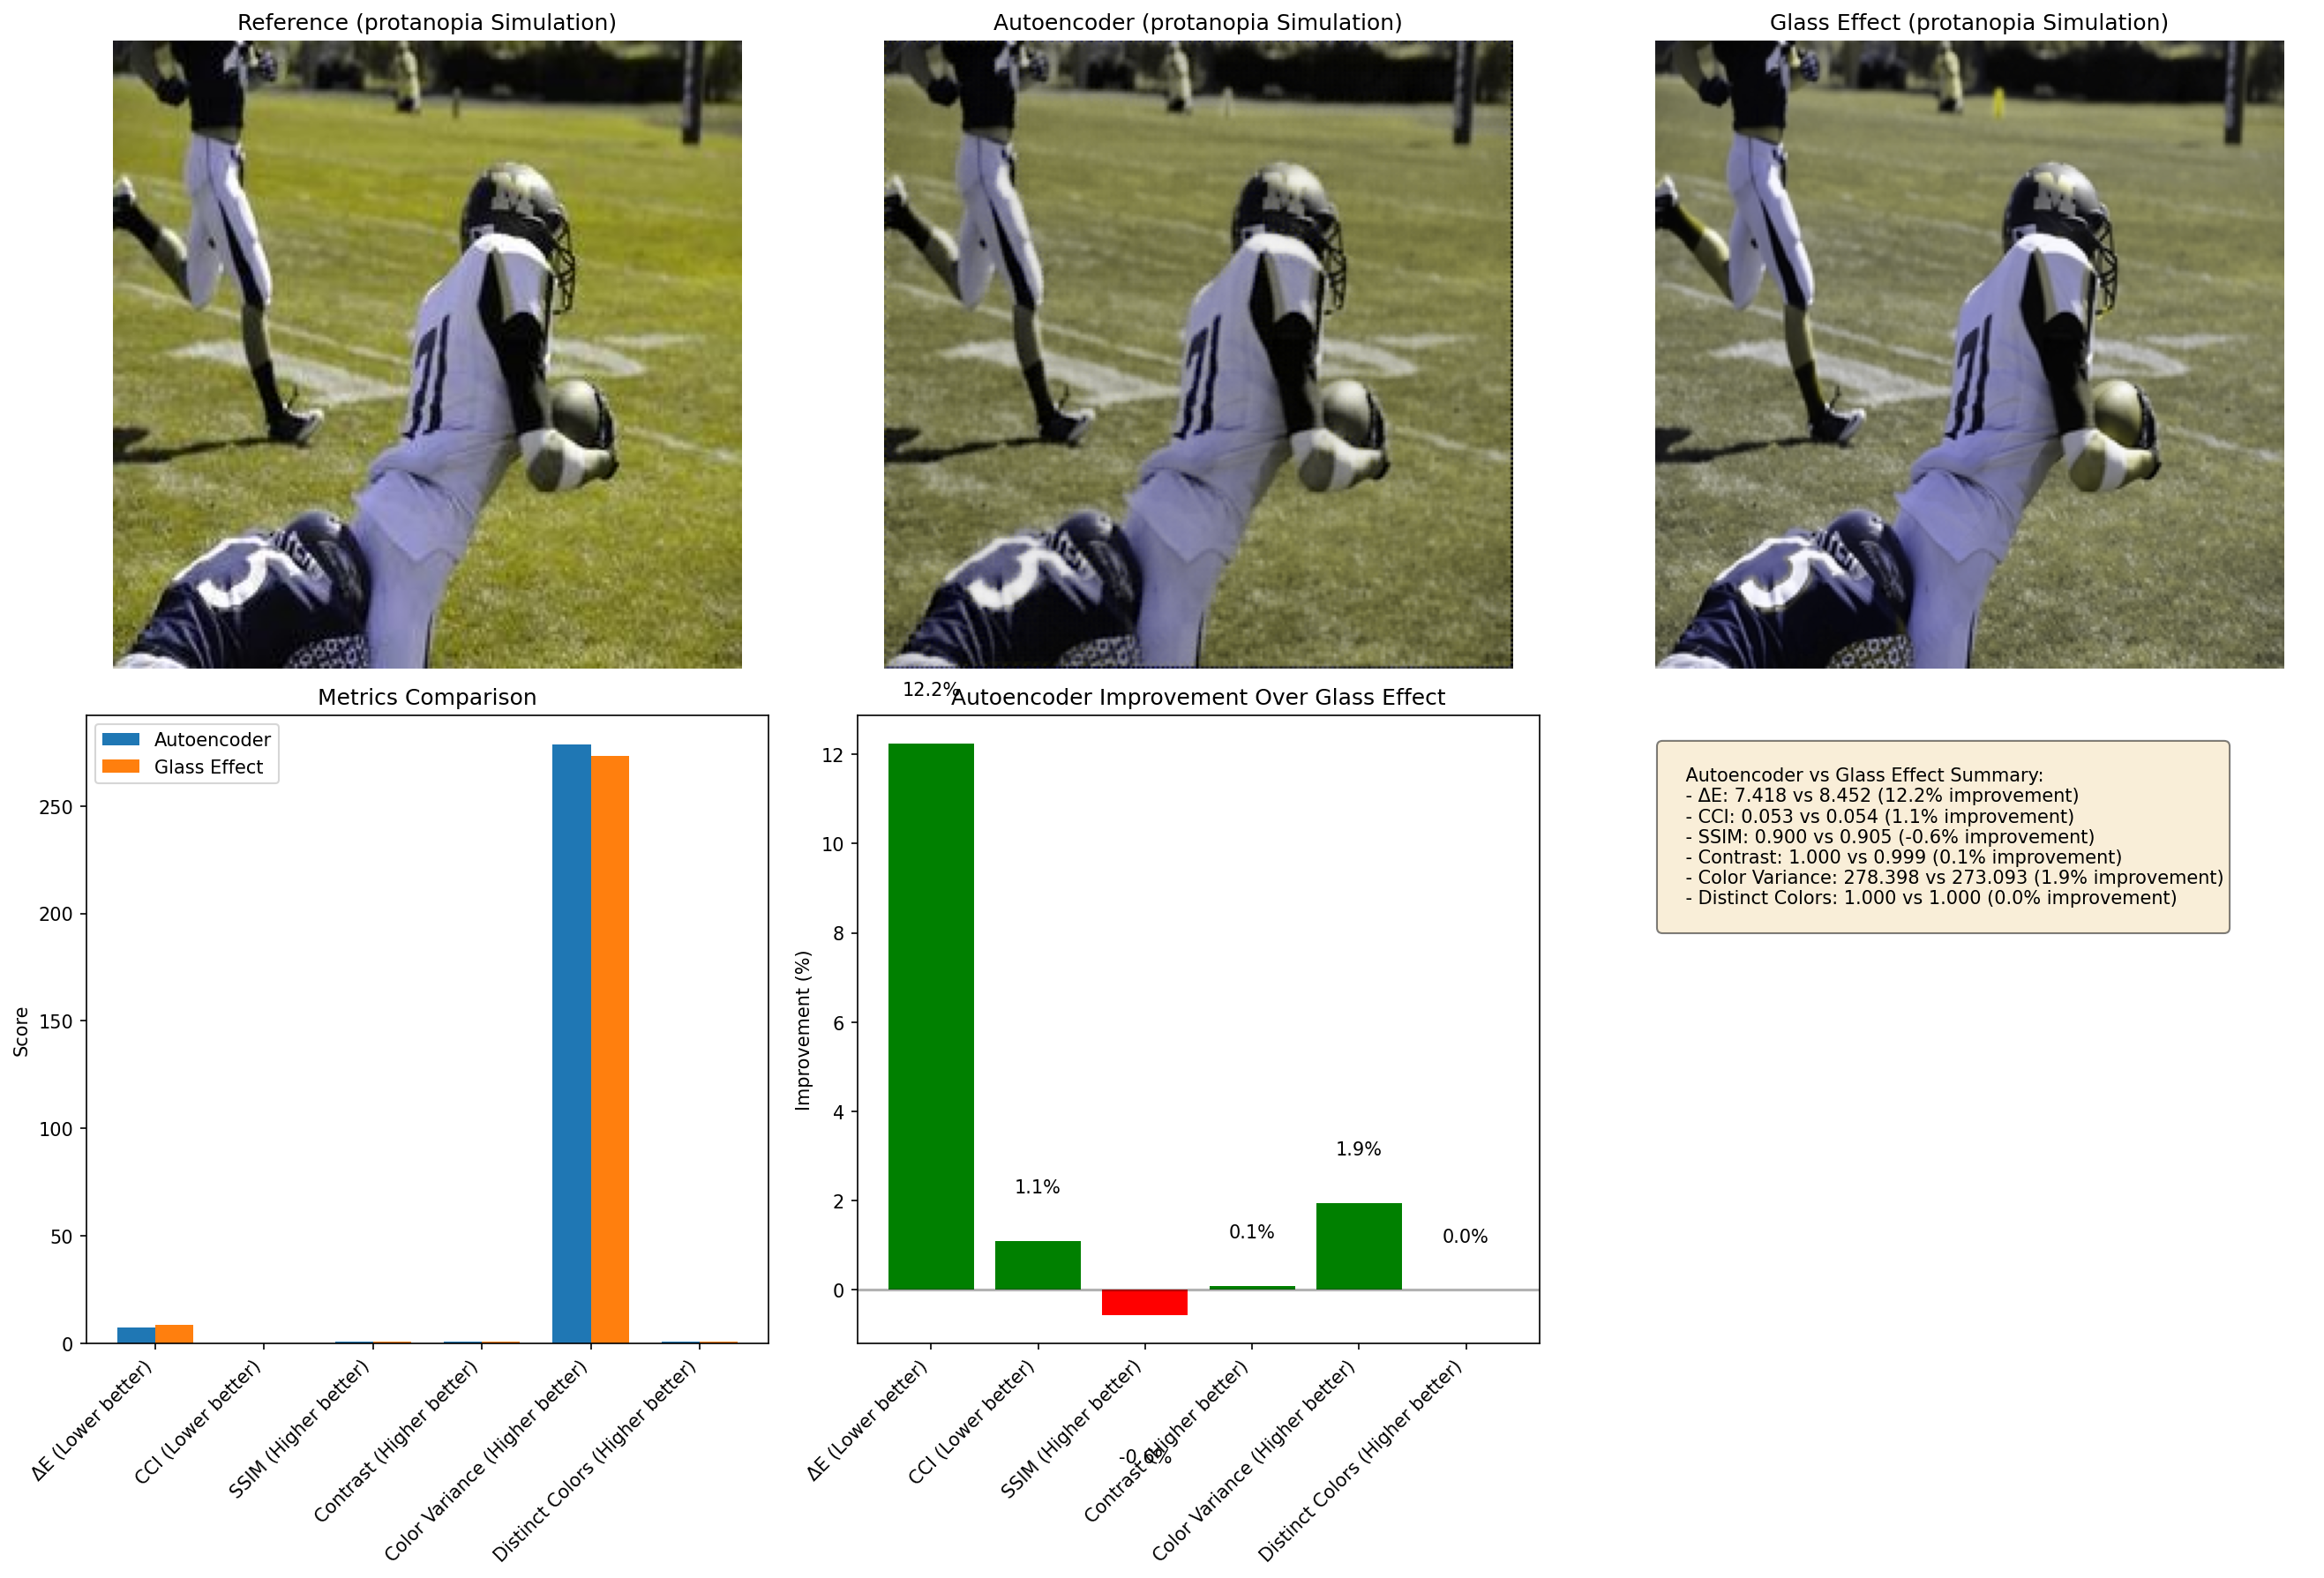 Reference (protanopia Simulation)
Autoencoder (protanopia Simulation)
Glass Effect (protanopia Simulation)
M
71
M
71
M
71
Metrics Comparison
Autoencoder
Glass Effect
Score
250
200
150
100
50
0
ΔE (Lower better)
CCI (Lower better)
SSIM (Higher better)
Contrast (Higher better)
Color Variance (Higher better)
Distinct Colors (Higher better)
Autoencoder Improvement Over Glass Effect
Improvement (%)
12
10
8
6
4
2
0
12.2%
1.1%
-0.6%
0.1%
1.9%
0.0%
ΔE (Lower better)
CCI (Lower better)
SSIM (Higher better)
Contrast (Higher better)
Color Variance (Higher better)
Distinct Colors (Higher better)
Autoencoder vs Glass Effect Summary:
- ΔE: 7.418 vs 8.452 (12.2% improvement)
- CCI: 0.053 vs 0.054 (1.1% improvement)
- SSIM: 0.900 vs 0.905 (-0.6% improvement)
- Contrast: 1.000 vs 0.999 (0.1% improvement)
- Color Variance: 278.398 vs 273.093 (1.9% improvement)
- Distinct Colors: 1.000 vs 1.000 (0.0% improvement)